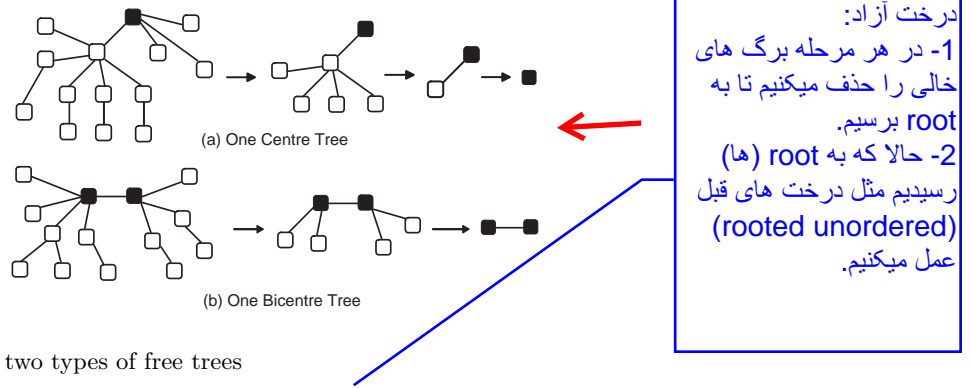 (a) One Centre Tree
(b) One Bicentre Tree
two types of free trees
درخت آزاد:
1- در هر مرحله برگ های
خالی را حذف میکنیم تا به
root برسیم.
2- حالا که به root (ها)
رسیدیم مثل درخت های قبل
(rooted unordered)
عمل میکنیم.